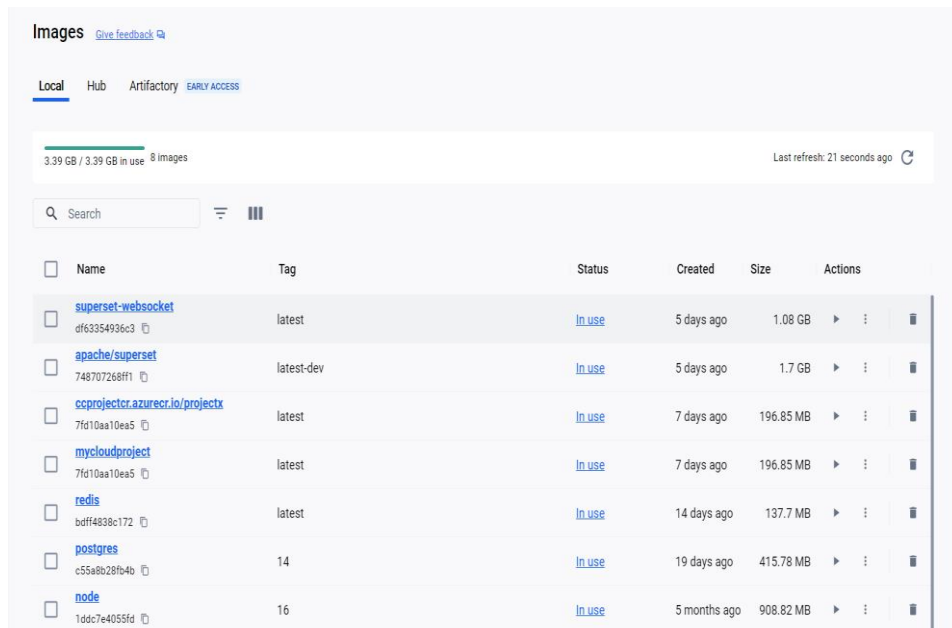 Images Give feedback
Local Hub Artifactory EARLY ACCESS
3.39 GB / 3.39 GB in use 8 images Last refresh: 21 seconds ago
Search
Name Tag Status Created Size Actions
superset-websocket
df63354936c3
latest In use 5 days ago 1.08 GB
apache/superset
748707268ff1
latest-dev In use 5 days ago 1.7 GB
ccprojectcr.azurecr.io/projectx
7fd10aa10ea5
latest In use 7 days ago 196.85 MB
mycloudproject
7fd10aa10ea5
latest In use 7 days ago 196.85 MB
redis
bdff4838c172
latest In use 14 days ago 137.7 MB
postgres
c55a8b28fb4b
14 In use 19 days ago 415.78 MB
node
1ddc7e4055fd
16 In use 5 months ago 908.82 MB